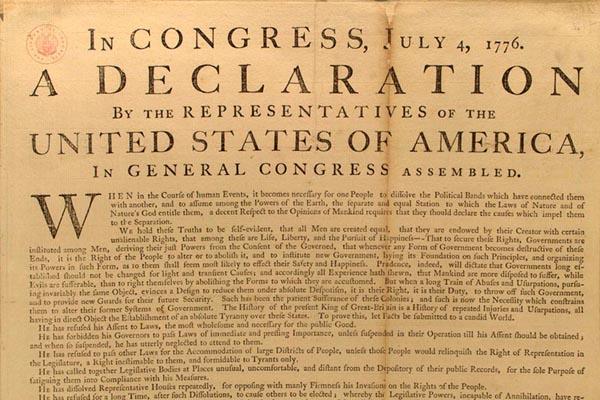 IN CONGRESS, JULY 4, 1776.
A DECLARATION
BY THE REPRESENTATIVES OF THE
UNITED STATES OF AMERICA,
IN GENERAL CONGRESS ASSEMBLED.
WHEN in the Course of human Events, it becomes necessary for one People to dissolve the Political Bands which have connected them
with another, and to assume among the Powers of the Earth, the separate and equal Station to which the Laws of Nature and of
Nature's God entitle them, a decent Respect to the Opinions of Mankind requires that they should declare the causes which impel them
to the Separation.
We hold these Truths to be self-evident, that all Men are created equal, that they are endowed by their Creator with certain
unalienable Rights, that among these are Life, Liberty, and the Pursuit of Happiness—-That to secure these Rights, Governments are
instituted among Men, deriving their just Powers from the Consent of the Governed, that whenever any Form of Government becomes destructive of these
Ends, it is the Right of the People to alter or to abolish it, and to institute new Government, laying its Foundation on such Principles, and organizing
its Powers in such Form, as to them shall seem most likely to effect their Safety and Happiness. Prudence, indeed, will dictate that Governments long es-
tablished should not be changed for light and transient Causes; and accordingly all Experience hath shewn, that Mankind are more disposed to suffer, while
Evils are sufferable, than to right themselves by abolishing the Forms to which they are accustomed. But when a long Train of Abuses and Usurpations, pursu-
ing invariably the same Object, evinces a Design to reduce them under absolute Despotism, it is their Right, it is their Duty, to throw off such Government,
and to provide new Guards for their future Security. Such has been the patient Sufferance of these Colonies; and such is now the Necessity which constrains
them to alter their former Systems of Government. The History of the present King of Great-Britain is a History of repeated Injuries and Usurpations, all
having in direct Object the Establishment of an absolute Tyranny over these States. To prove this, let Facts be submitted to a candid World.
He has refused his Assent to Laws, the most wholesome and necessary for the public Good.
He has forbidden his Governors to pass Laws of immediate and pressing Importance, unless suspended in their Operation till his Assent should be obtained;
and when so suspended, he has utterly neglected to attend to them.
He has refused to pass other Laws for the Accommodation of large Districts of People, unless those People would relinquish the Right of Representation in
the Legislature, a Right inestimable to them, and formidable to Tyrants only.
He has called together Legislative Bodies at Places unusual, uncomfortable, and distant from the Depository of their public Records, for the sole Purpose of
fatiguing them into Compliance with his Measures.
He has dissolved Representative Houses repeatedly, for opposing with manly Firmness his Invasions on the Rights of the People.
He has refused for a long Time, after such Dissolutions, to cause others to be elected; whereby the Legislative Powers, incapable of Annihilation, have re-